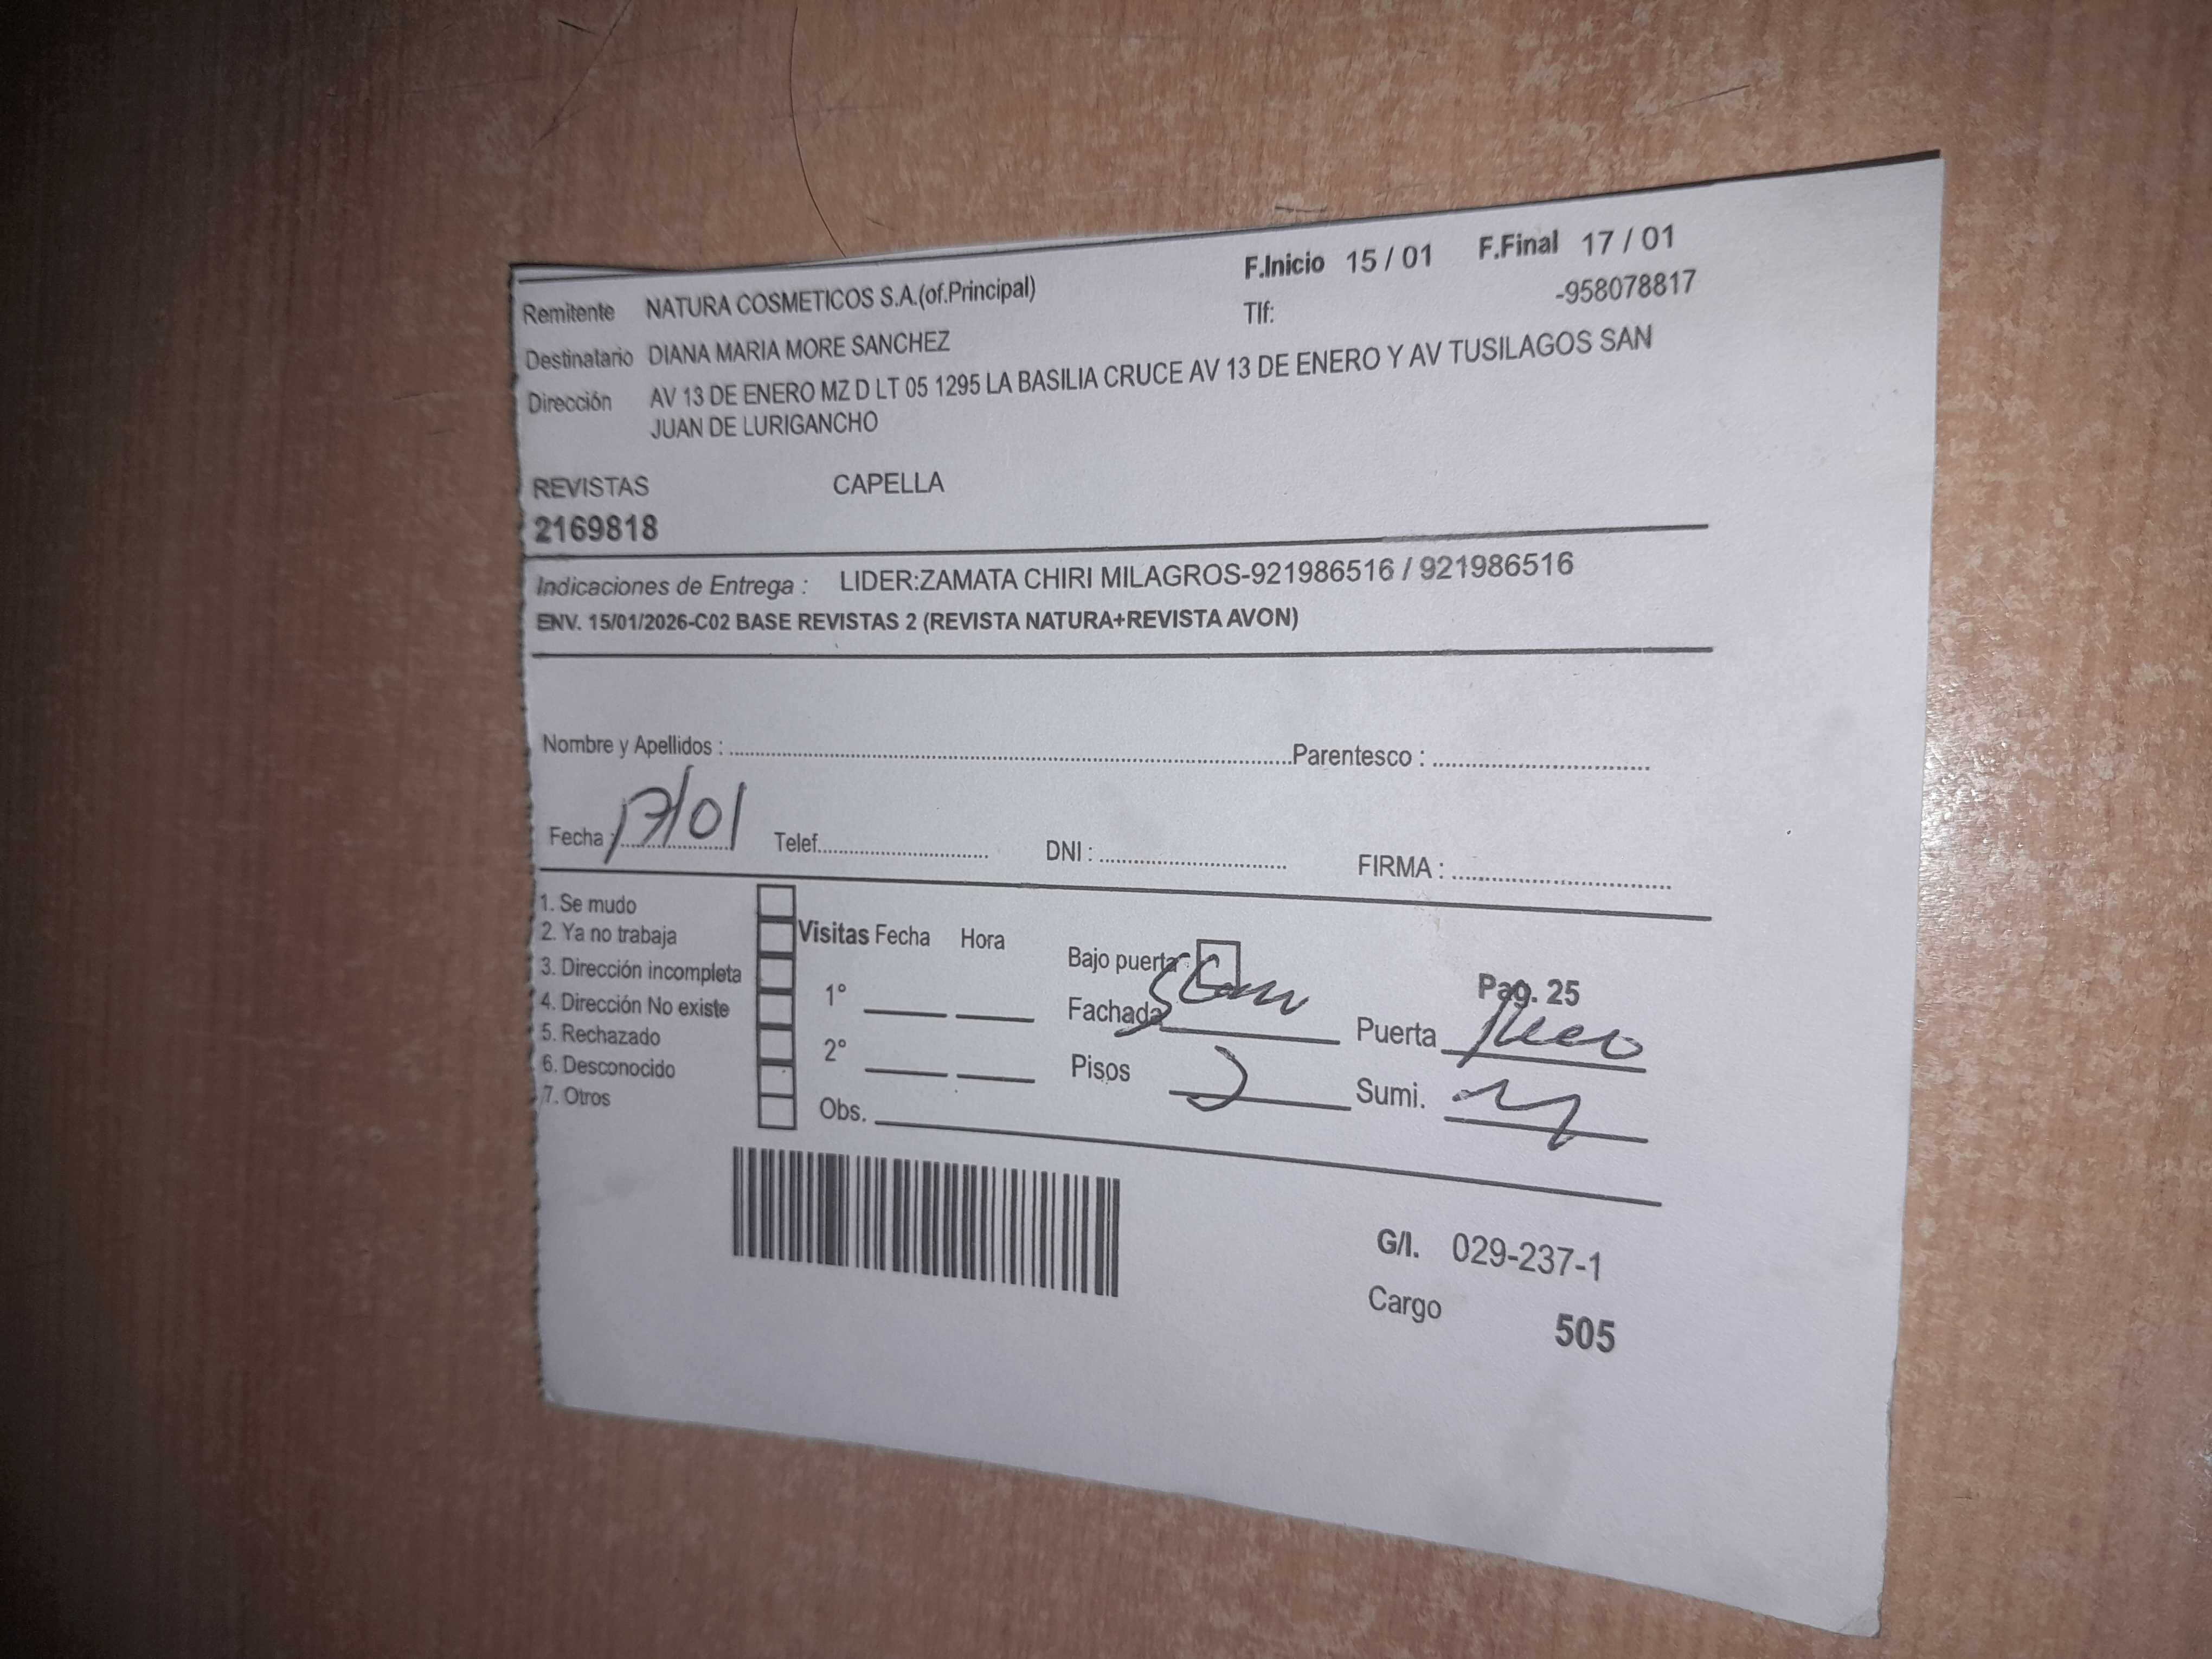 F.Inicio 15 / 01 F.Final 17 / 01
Remitente NATURA COSMETICOS S.A.(of.Principal)
Tlf: -958078817
Destinatario DIANA MARIA MORE SANCHEZ
Dirección AV 13 DE ENERO MZ D LT 05 1295 LA BASILIA CRUCE AV 13 DE ENERO Y AV TUSILAGOS SAN
JUAN DE LURIGANCHO
REVISTAS CAPELLA
2169818
Indicaciones de Entrega : LIDER:ZAMATA CHIRI MILAGROS-921986516 / 921986516
ENV. 15/01/2026-C02 BASE REVISTAS 2 (REVISTA NATURA+REVISTA AVON)
Nombre y Apellidos : Parentesco :
Fecha : 17/01 Telef. DNI : FIRMA :
1. Se mudo
2. Ya no trabaja
3. Dirección incompleta
4. Dirección No existe
5. Rechazado
6. Desconocido
7. Otros
Visitas Fecha Hora
1°
2°
Obs.
Bajo puerta
Pag. 25
Fachada Puerta
Pisos Sumi.
G/I. 029-237-1
Cargo 505